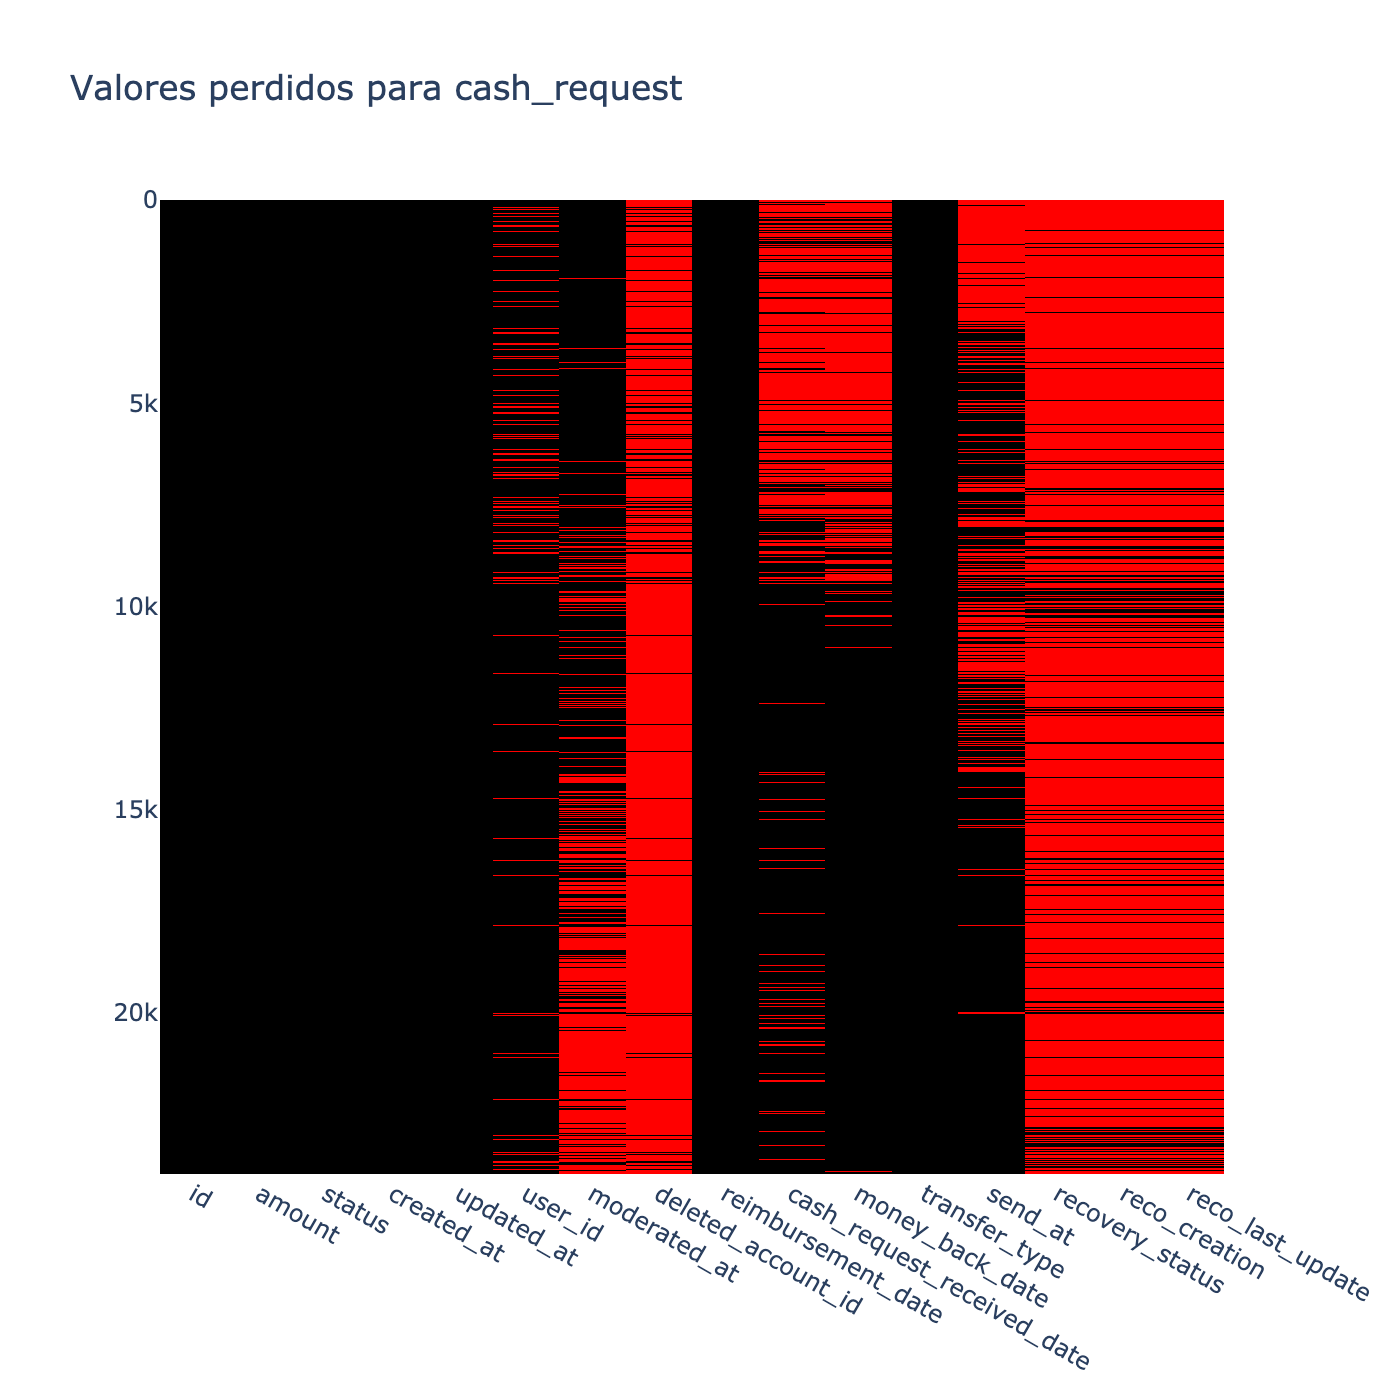 Valores perdidos para cash_request
0
5k
10k
15k
20k
id
amount
status
created_at
updated_at
user_id
moderated_at
deleted_account_id
reimbursement_date
cash_request_received_date
money_back_date
transfer_type
send_at
recovery_status
reco_creation
reco_last_update